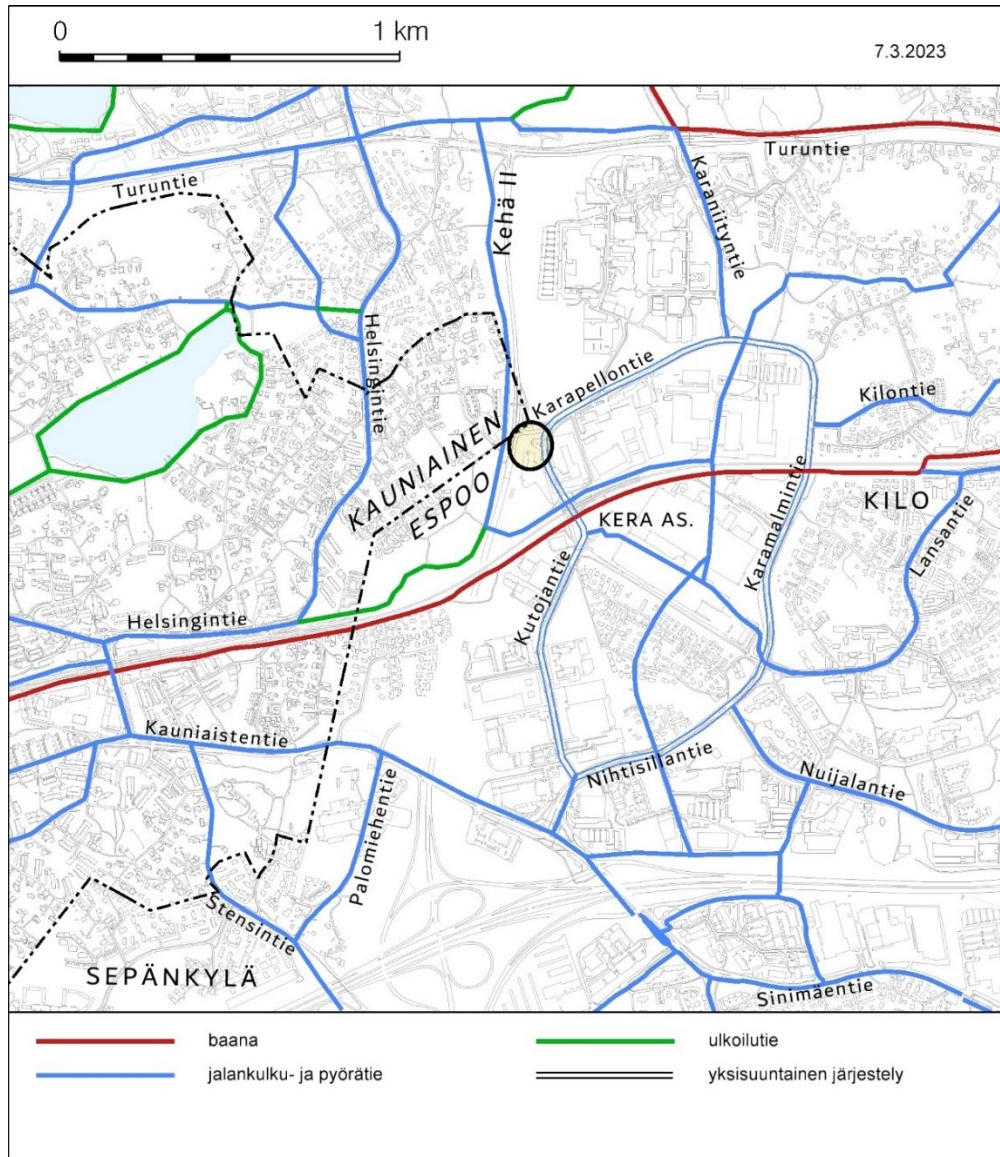 0 1 km
7.3.2023
Turuntie
Turuntie
Kehä II
Karaniityntie
Helsingintie
Karapellontie
Kilontie
KAUNIAINEN
ESPOO
KILO
KERA AS.
Karamalmintie
Lansantie
Kutojantie
Helsingintie
Kauniaistentie
Nihtisillantie
Nuijalantie
Palomiehentie
Stensintie
SEPÄNKYLÄ
Sinimäentie
baana
ulkoilutie
jalankulku- ja pyörätie
yksisuuntainen järjestely